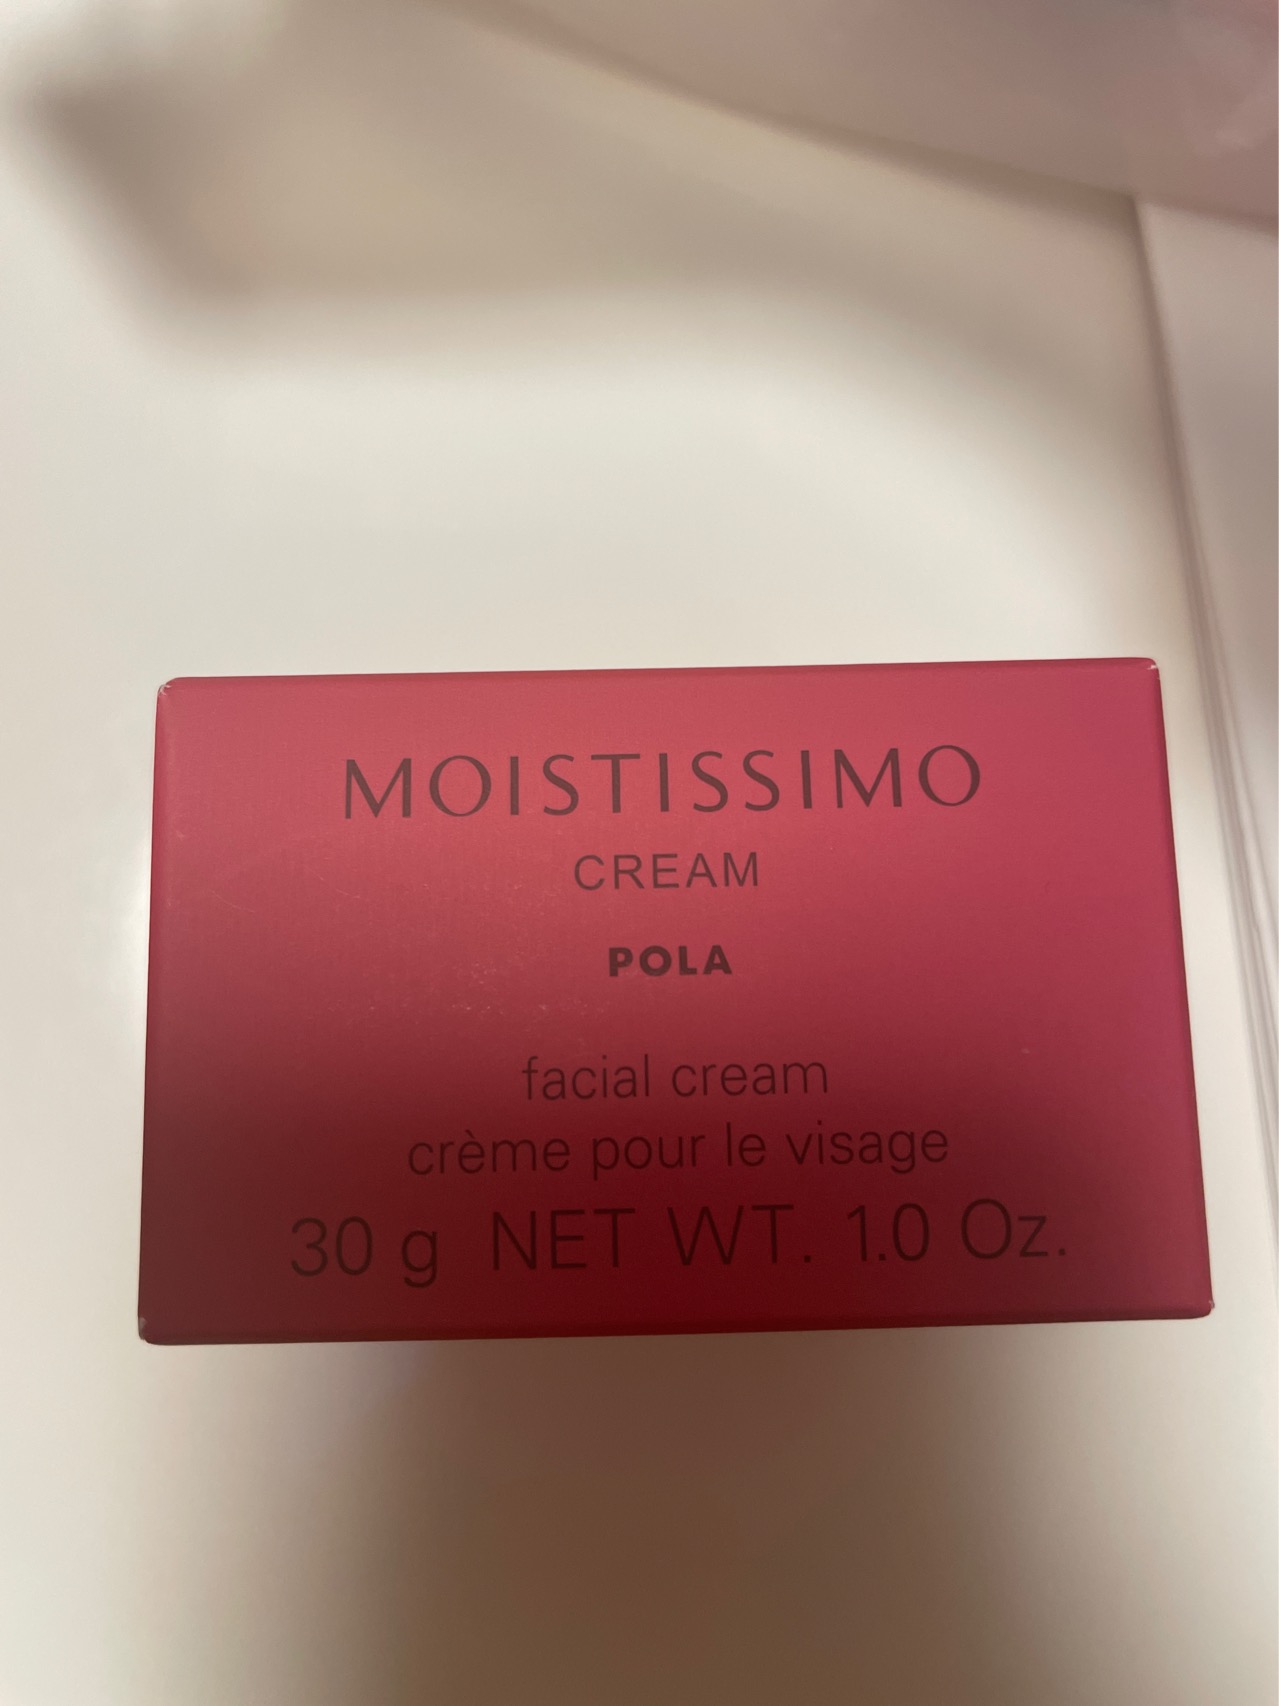 MOISTISSIMO
CREAM
POLA
facial cream
crème pour le visage
30 g NET WT. 1.0 Oz.